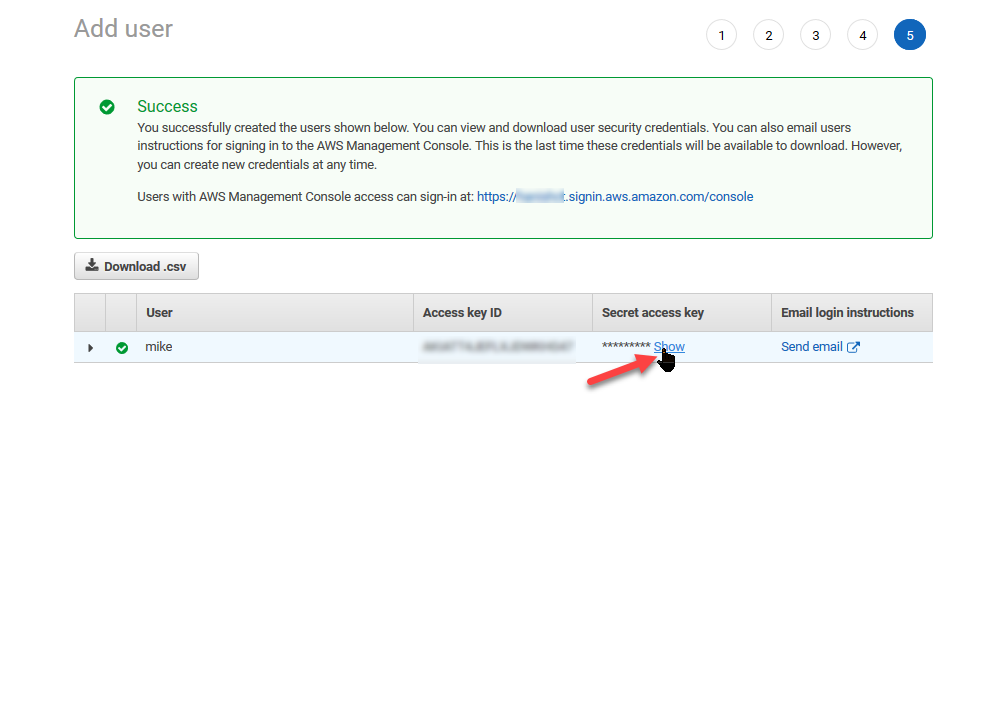 Add user
1 2 3 4 5
Success
You successfully created the users shown below. You can view and download user security credentials. You can also email users
instructions for signing in to the AWS Management Console. This is the last time these credentials will be available to download. However,
you can create new credentials at any time.
Users with AWS Management Console access can sign-in at: https:// .signin.aws.amazon.com/console
Download .csv
User Access key ID Secret access key Email login instructions
mike ********* Show Send email